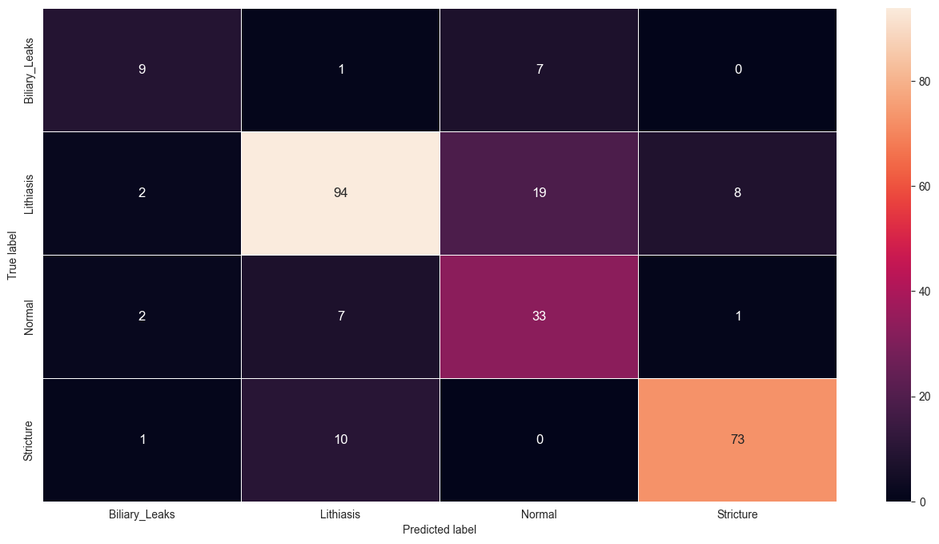 Biliary_Leaks 9 1 7 0
Lithiasis 2 94 19 8
Normal 2 7 33 1
Stricture 1 10 0 73
True label
Biliary_Leaks Lithiasis Normal Stricture
Predicted label
80
60
40
20
0